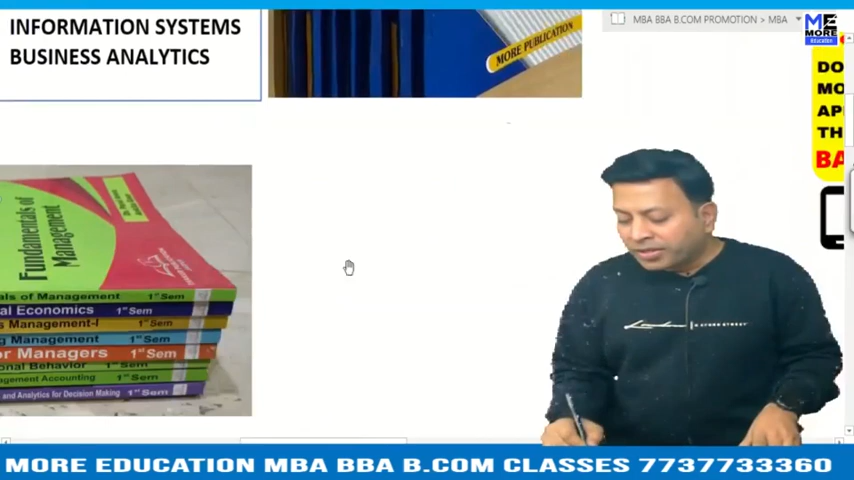 INFORMATION SYSTEMS
BUSINESS ANALYTICS
MORE PUBLICATION
MBA BBA B.COM PROMOTION > MBA
ME
MORE
Education
DO
MO
AP
TH
BA
Fundamentals of
Management
als of Management 1st Sem
al Economics 1st Sem
s Management-I 1st Sem
g Management 1st Sem
or Managers 1st Sem
onal Behavior 1st Sem
agement Accounting 1st Sem
and Analytics for Decision Making 1st Sem
MORE EDUCATION MBA BBA B.COM CLASSES 7737733360